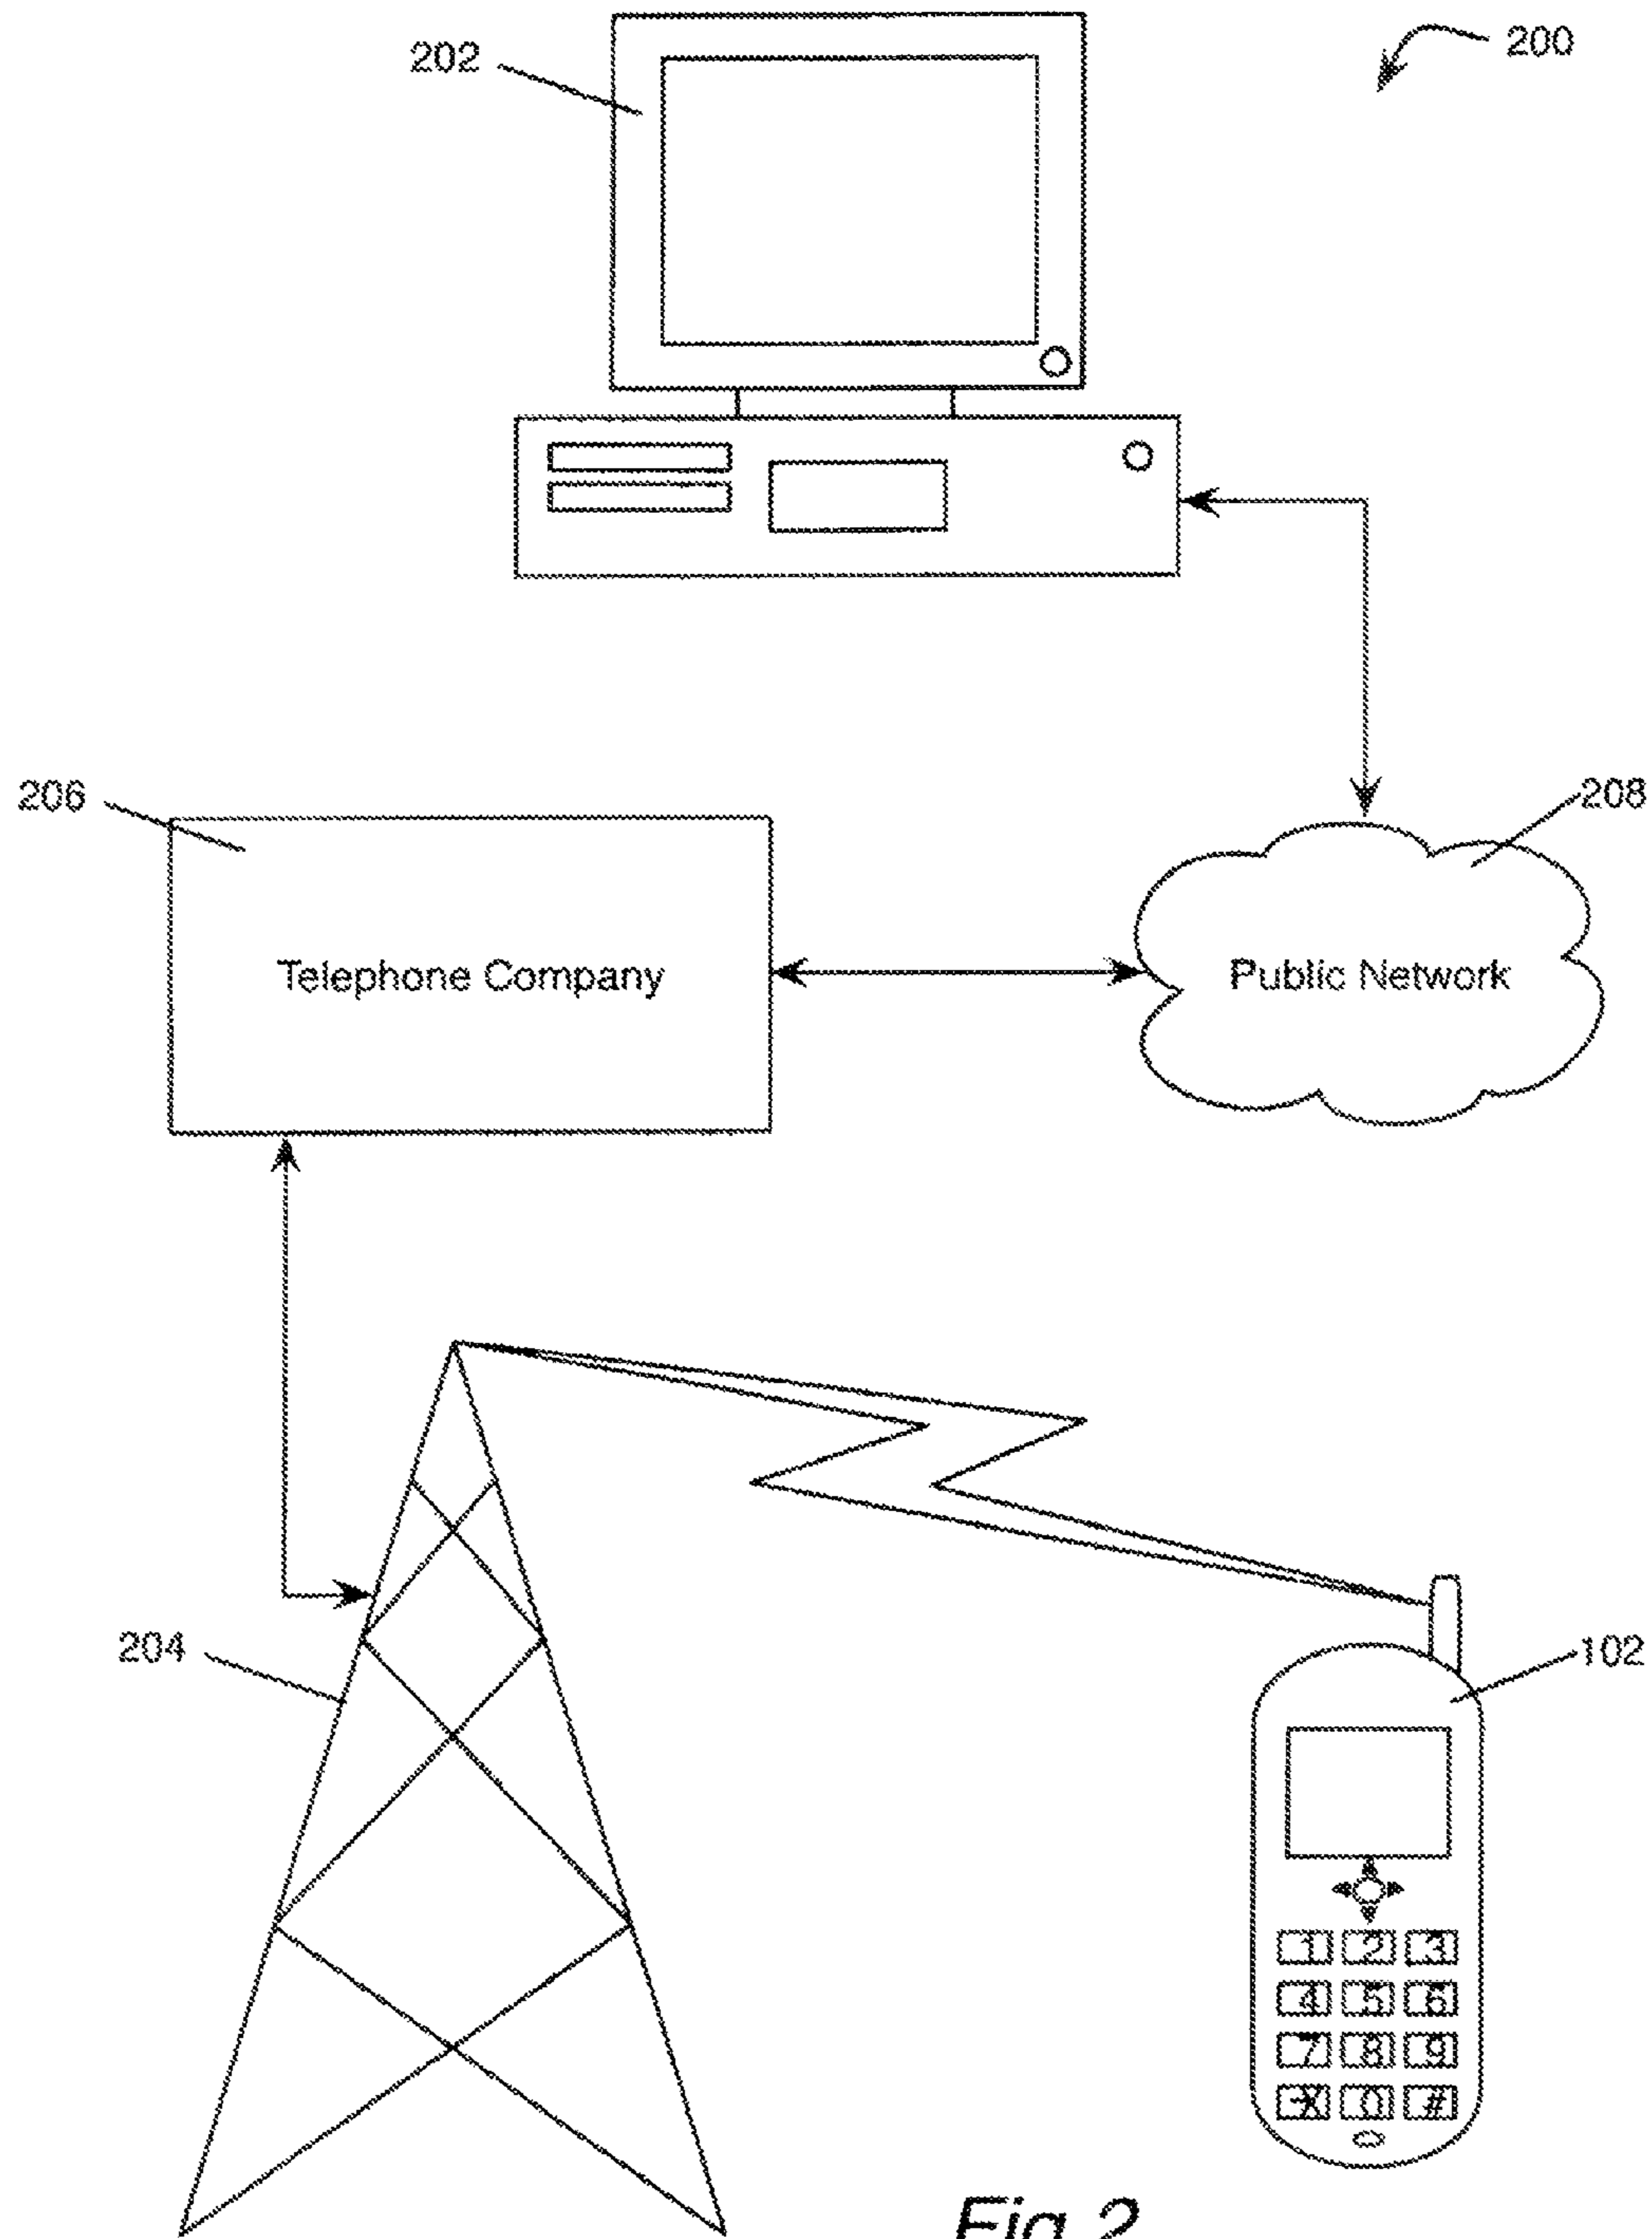 202
200
206
208
Telephone Company
Public Network
204
102
1 2 3
4 5 6
7 8 9
* 0 #
Fig 2